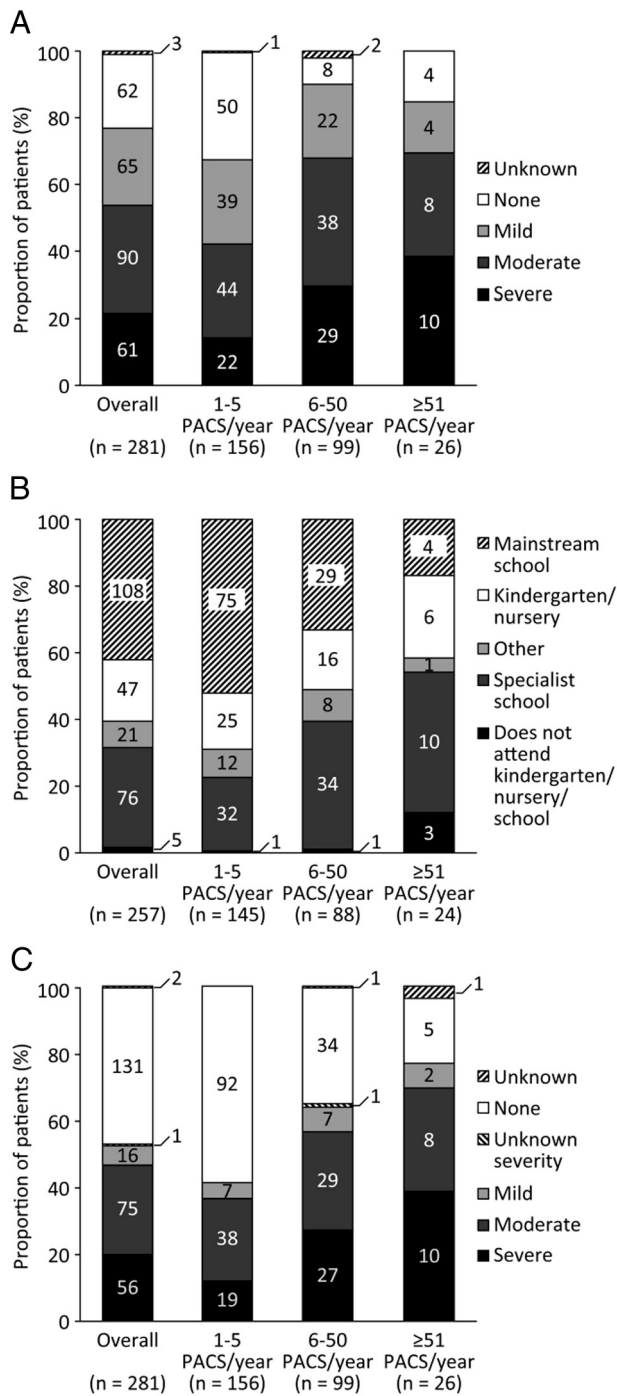 A
Proportion of patients (%)
100
80
60
40
20
0
3
62
65
90
61
1
50
39
44
22
2
8
22
38
29
4
4
8
10
Unknown
None
Mild
Moderate
Severe
Overall
(n = 281)
1-5
PACS/year
(n = 156)
6-50
PACS/year
(n = 99)
≥51
PACS/year
(n = 26)
B
Proportion of patients (%)
100
80
60
40
20
0
108
47
21
76
5
75
25
12
32
1
29
16
8
34
1
4
6
1
10
3
Mainstream
school
Kindergarten/
nursery
Other
Specialist
school
Does not
attend
kindergarten/
nursery/
school
Overall
(n = 257)
1-5
PACS/year
(n = 145)
6-50
PACS/year
(n = 88)
≥51
PACS/year
(n = 24)
C
Proportion of patients (%)
100
80
60
40
20
0
2
131
1
16
75
56
92
7
38
19
1
34
1
7
29
27
1
5
2
8
10
Unknown
None
Unknown
severity
Mild
Moderate
Severe
Overall
(n = 281)
1-5
PACS/year
(n = 156)
6-50
PACS/year
(n = 99)
≥51
PACS/year
(n = 26)